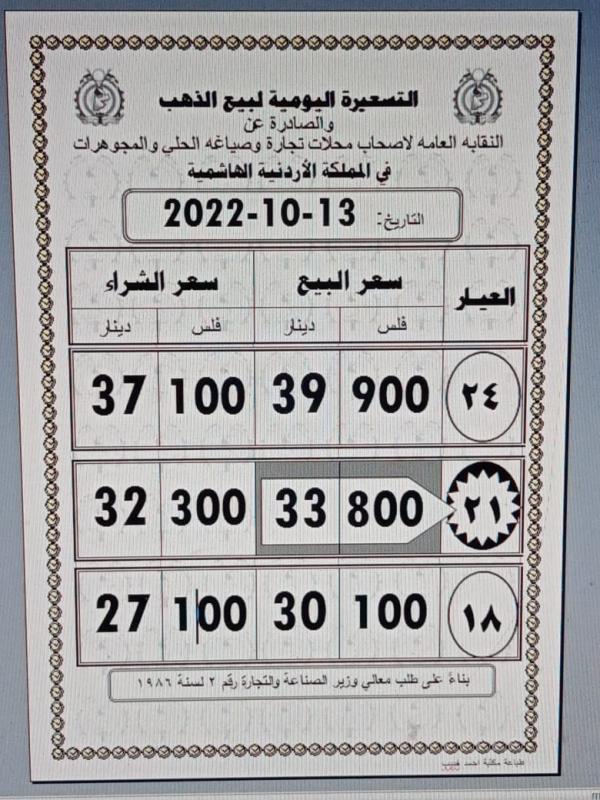 التسعيرة اليومية لبيع الذهب
والصادرة عن
النقابه العامه لاصحاب محلات تجارة وصياغه الحلي والمجوهرات
في المملكة الأردنية الهاشمية
التاريخ: 13-10-2022
العيار سعر البيع سعر الشراء
فلس دينار فلس دينار
٢٤ 900 39 100 37
٢١ 800 33 300 32
١٨ 100 30 100 27
بناءً على طلب معالي وزير الصناعة والتجارة رقم ٢ لسنة ١٩٨٦
طباعة مكتبة احمد